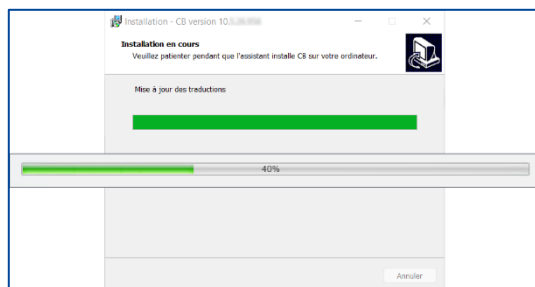 Installation - CB version 10.
Installation en cours
Veuillez patienter pendant que l'assistant installe CB sur votre ordinateur.
Mise à jour des traductions
40%
Annuler